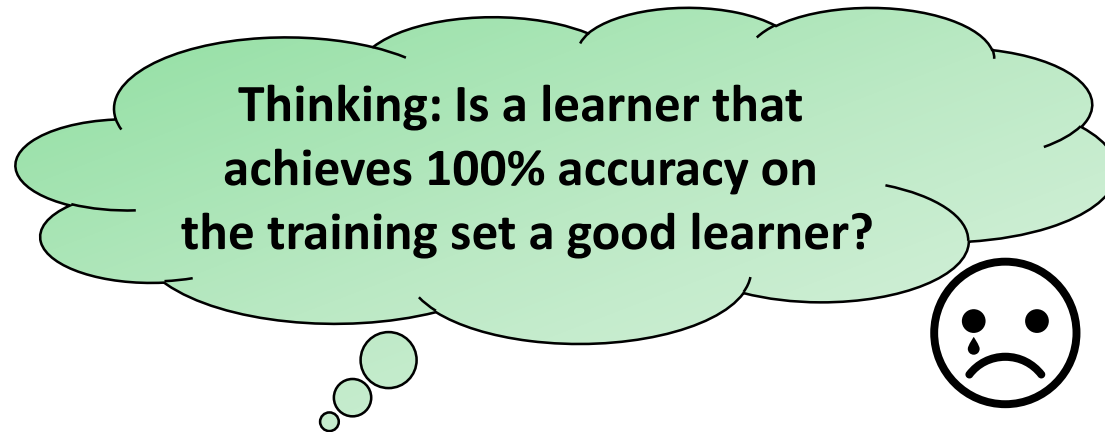 Thinking: Is a learner that
achieves 100% accuracy on
the training set a good learner?